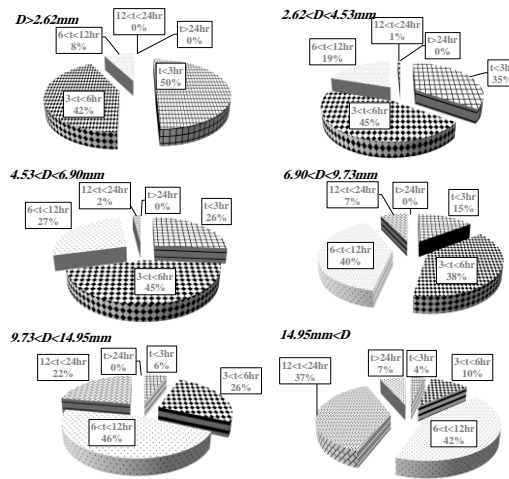 D>2.62mm
12<t<24hr
0%
t>24hr
0%
6<t<12hr
8%
t<3hr
50%
3<t<6hr
42%
2.62<D<4.53mm
12<t<24hr
1%
t>24hr
0%
6<t<12hr
19%
t<3hr
35%
3<t<6hr
45%
4.53<D<6.90mm
12<t<24hr
2%
t>24hr
0%
t<3hr
26%
6<t<12hr
27%
3<t<6hr
45%
6.90<D<9.73mm
12<t<24hr
7%
t>24hr
0%
t<3hr
15%
6<t<12hr
40%
3<t<6hr
38%
9.73<D<14.95mm
12<t<24hr
22%
t>24hr
0%
t<3hr
6%
3<t<6hr
26%
6<t<12hr
46%
14.95mm<D
12<t<24hr
37%
t>24hr
7%
t<3hr
4%
3<t<6hr
10%
6<t<12hr
42%